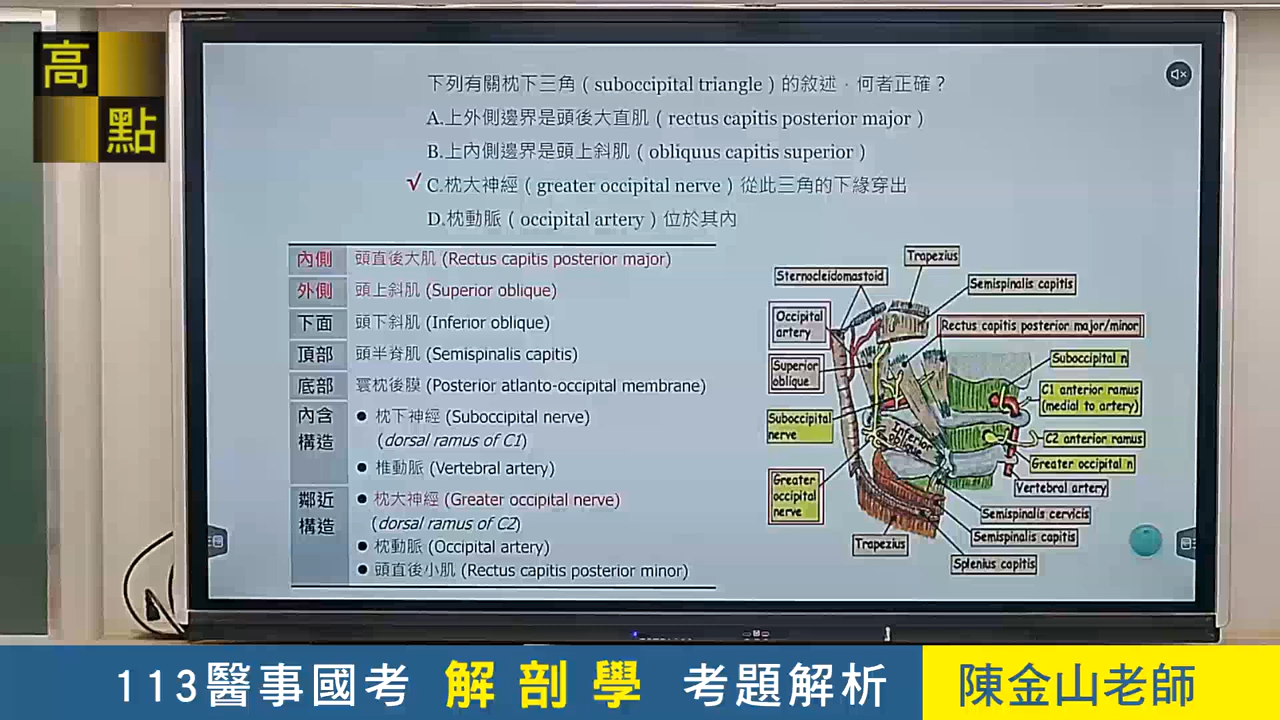 高
點
下列有關枕下三角 ( suboccipital triangle ) 的敘述，何者正確？
A.上外側邊界是頭後大直肌 ( rectus capitis posterior major )
B.上內側邊界是頭上斜肌 ( obliquus capitis superior )
√ C.枕大神經 ( greater occipital nerve ) 從此三角的下緣穿出
D.枕動脈 ( occipital artery ) 位於其內
內側 頭直後大肌 (Rectus capitis posterior major)
外側 頭上斜肌 (Superior oblique)
下面 頭下斜肌 (Inferior oblique)
頂部 頭半脊肌 (Semispinalis capitis)
底部 寰枕後膜 (Posterior atlanto-occipital membrane)
內含
構造
● 枕下神經 (Suboccipital nerve)
(dorsal ramus of C1)
● 椎動脈 (Vertebral artery)
鄰近
構造
● 枕大神經 (Greater occipital nerve)
(dorsal ramus of C2)
● 枕動脈 (Occipital artery)
● 頭直後小肌 (Rectus capitis posterior minor)
Trapezius
Sternocleidomastoid
Semispinalis capitis
Occipital
artery
Rectus capitis posterior major/minor
Superior
oblique
Suboccipital n
C1 anterior ramus
(medial to artery)
Suboccipital
nerve
Inferior
oblique
C2 anterior ramus
Greater occipital n
Greater
occipital
nerve
Vertebral artery
Semispinalis cervicis
Semispinalis capitis
Trapezius
Splenius capitis
113醫事國考 解剖學 考題解析 陳金山老師